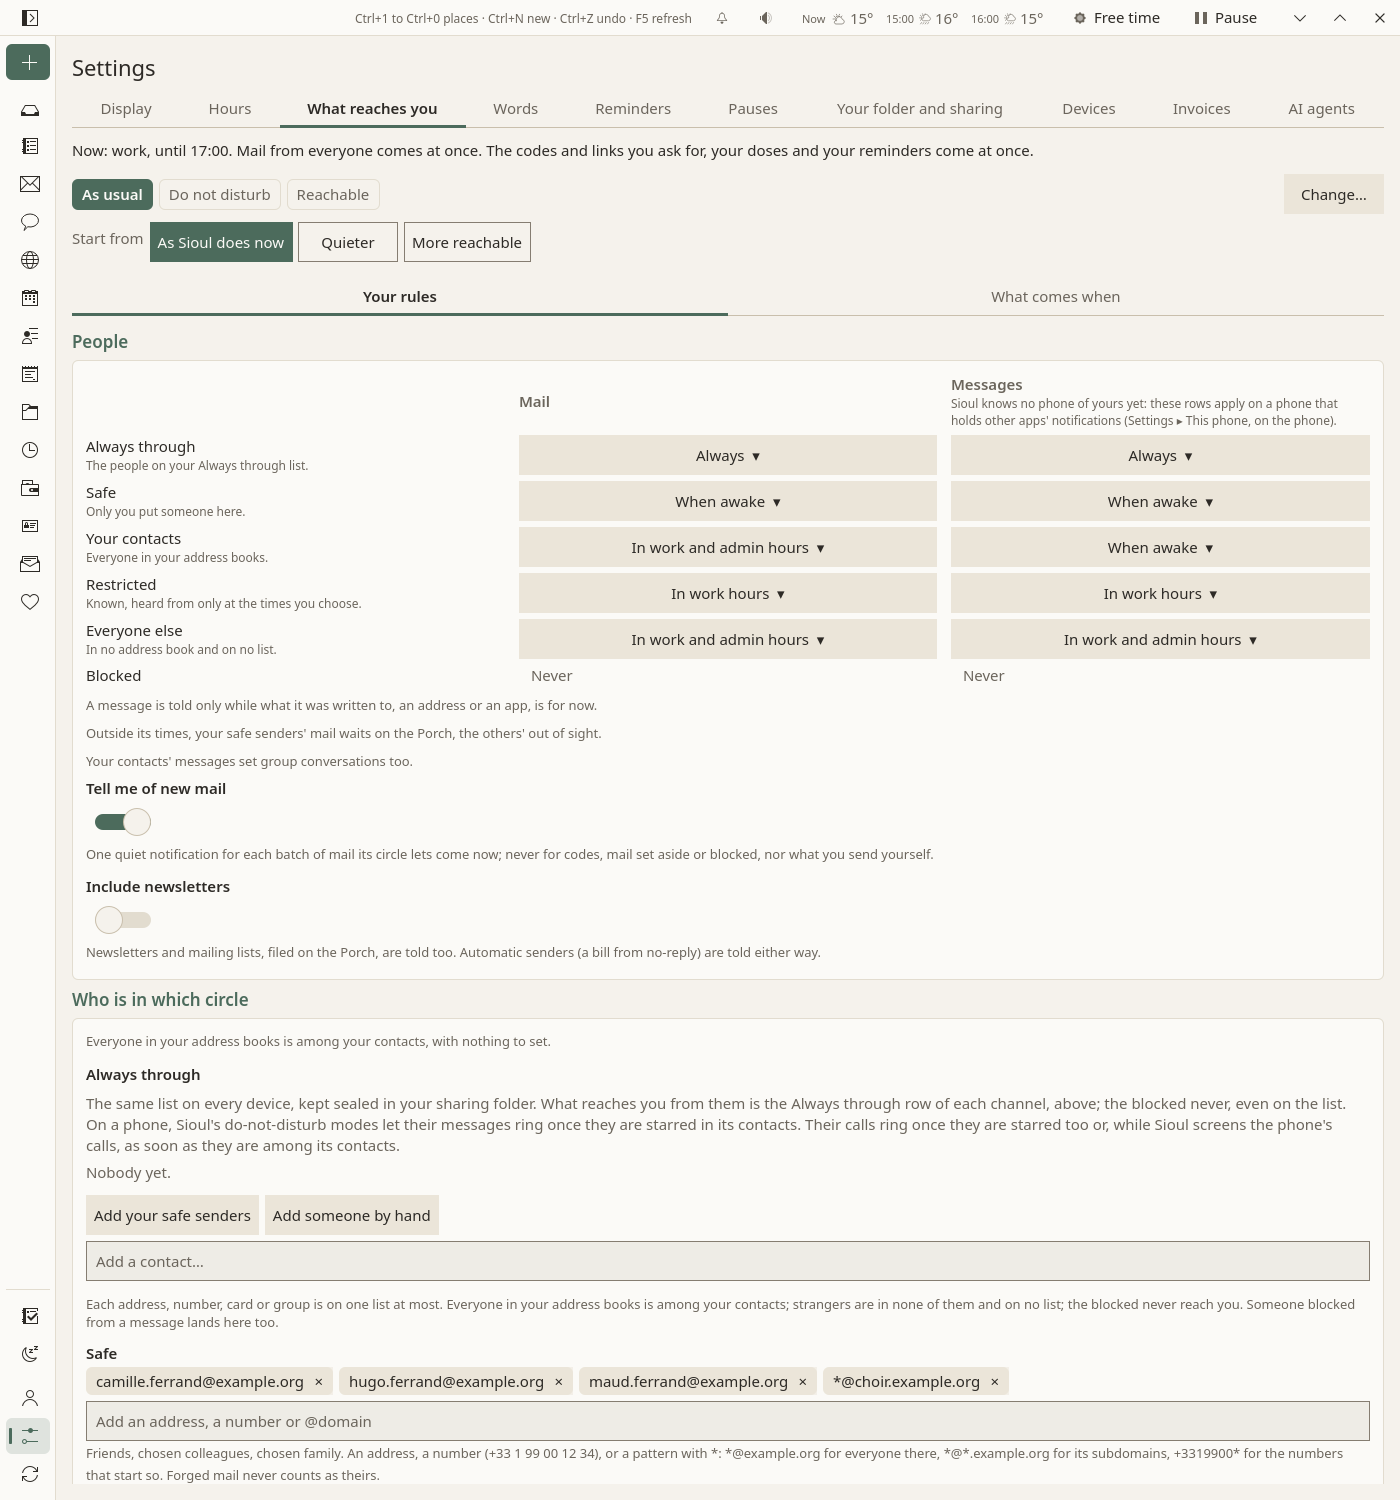 Ctrl+1 to Ctrl+0 places · Ctrl+N new · Ctrl+Z undo · F5 refresh
Now 15° 15:00 16° 16:00 15°
Free time
Pause
Settings
Display Hours What reaches you Words Reminders Pauses Your folder and sharing Devices Invoices AI agents
Now: work, until 17:00. Mail from everyone comes at once. The codes and links you ask for, your doses and your reminders come at once.
As usual Do not disturb Reachable Change...
Start from As Sioul does now Quieter More reachable
Your rules What comes when
People
Mail
Messages
Sioul knows no phone of yours yet: these rows apply on a phone that
holds other apps' notifications (Settings ▸ This phone, on the phone).
Always through
The people on your Always through list.
Always ▾ Always ▾
Safe
Only you put someone here.
When awake ▾ When awake ▾
Your contacts
Everyone in your address books.
In work and admin hours ▾ When awake ▾
Restricted
Known, heard from only at the times you choose.
In work hours ▾ In work hours ▾
Everyone else
In no address book and on no list.
In work and admin hours ▾ In work and admin hours ▾
Blocked Never Never
A message is told only while what it was written to, an address or an app, is for now.
Outside its times, your safe senders' mail waits on the Porch, the others' out of sight.
Your contacts' messages set group conversations too.
Tell me of new mail
One quiet notification for each batch of mail its circle lets come now; never for codes, mail set aside or blocked, nor what you send yourself.
Include newsletters
Newsletters and mailing lists, filed on the Porch, are told too. Automatic senders (a bill from no-reply) are told either way.
Who is in which circle
Everyone in your address books is among your contacts, with nothing to set.
Always through
The same list on every device, kept sealed in your sharing folder. What reaches you from them is the Always through row of each channel, above; the blocked never, even on the list.
On a phone, Sioul's do-not-disturb modes let their messages ring once they are starred in its contacts. Their calls ring once they are starred too or, while Sioul screens the phone's
calls, as soon as they are among its contacts.
Nobody yet.
Add your safe senders Add someone by hand
Add a contact...
Each address, number, card or group is on one list at most. Everyone in your address books is among your contacts; strangers are in none of them and on no list; the blocked never reach you. Someone blocked
from a message lands here too.
Safe
camille.ferrand@example.org × hugo.ferrand@example.org × maud.ferrand@example.org × *@choir.example.org ×
Add an address, a number or @domain
Friends, chosen colleagues, chosen family. An address, a number (+33 1 99 00 12 34), or a pattern with *: *@example.org for everyone there, *@*.example.org for its subdomains, +3319900* for the numbers
that start so. Forged mail never counts as theirs.